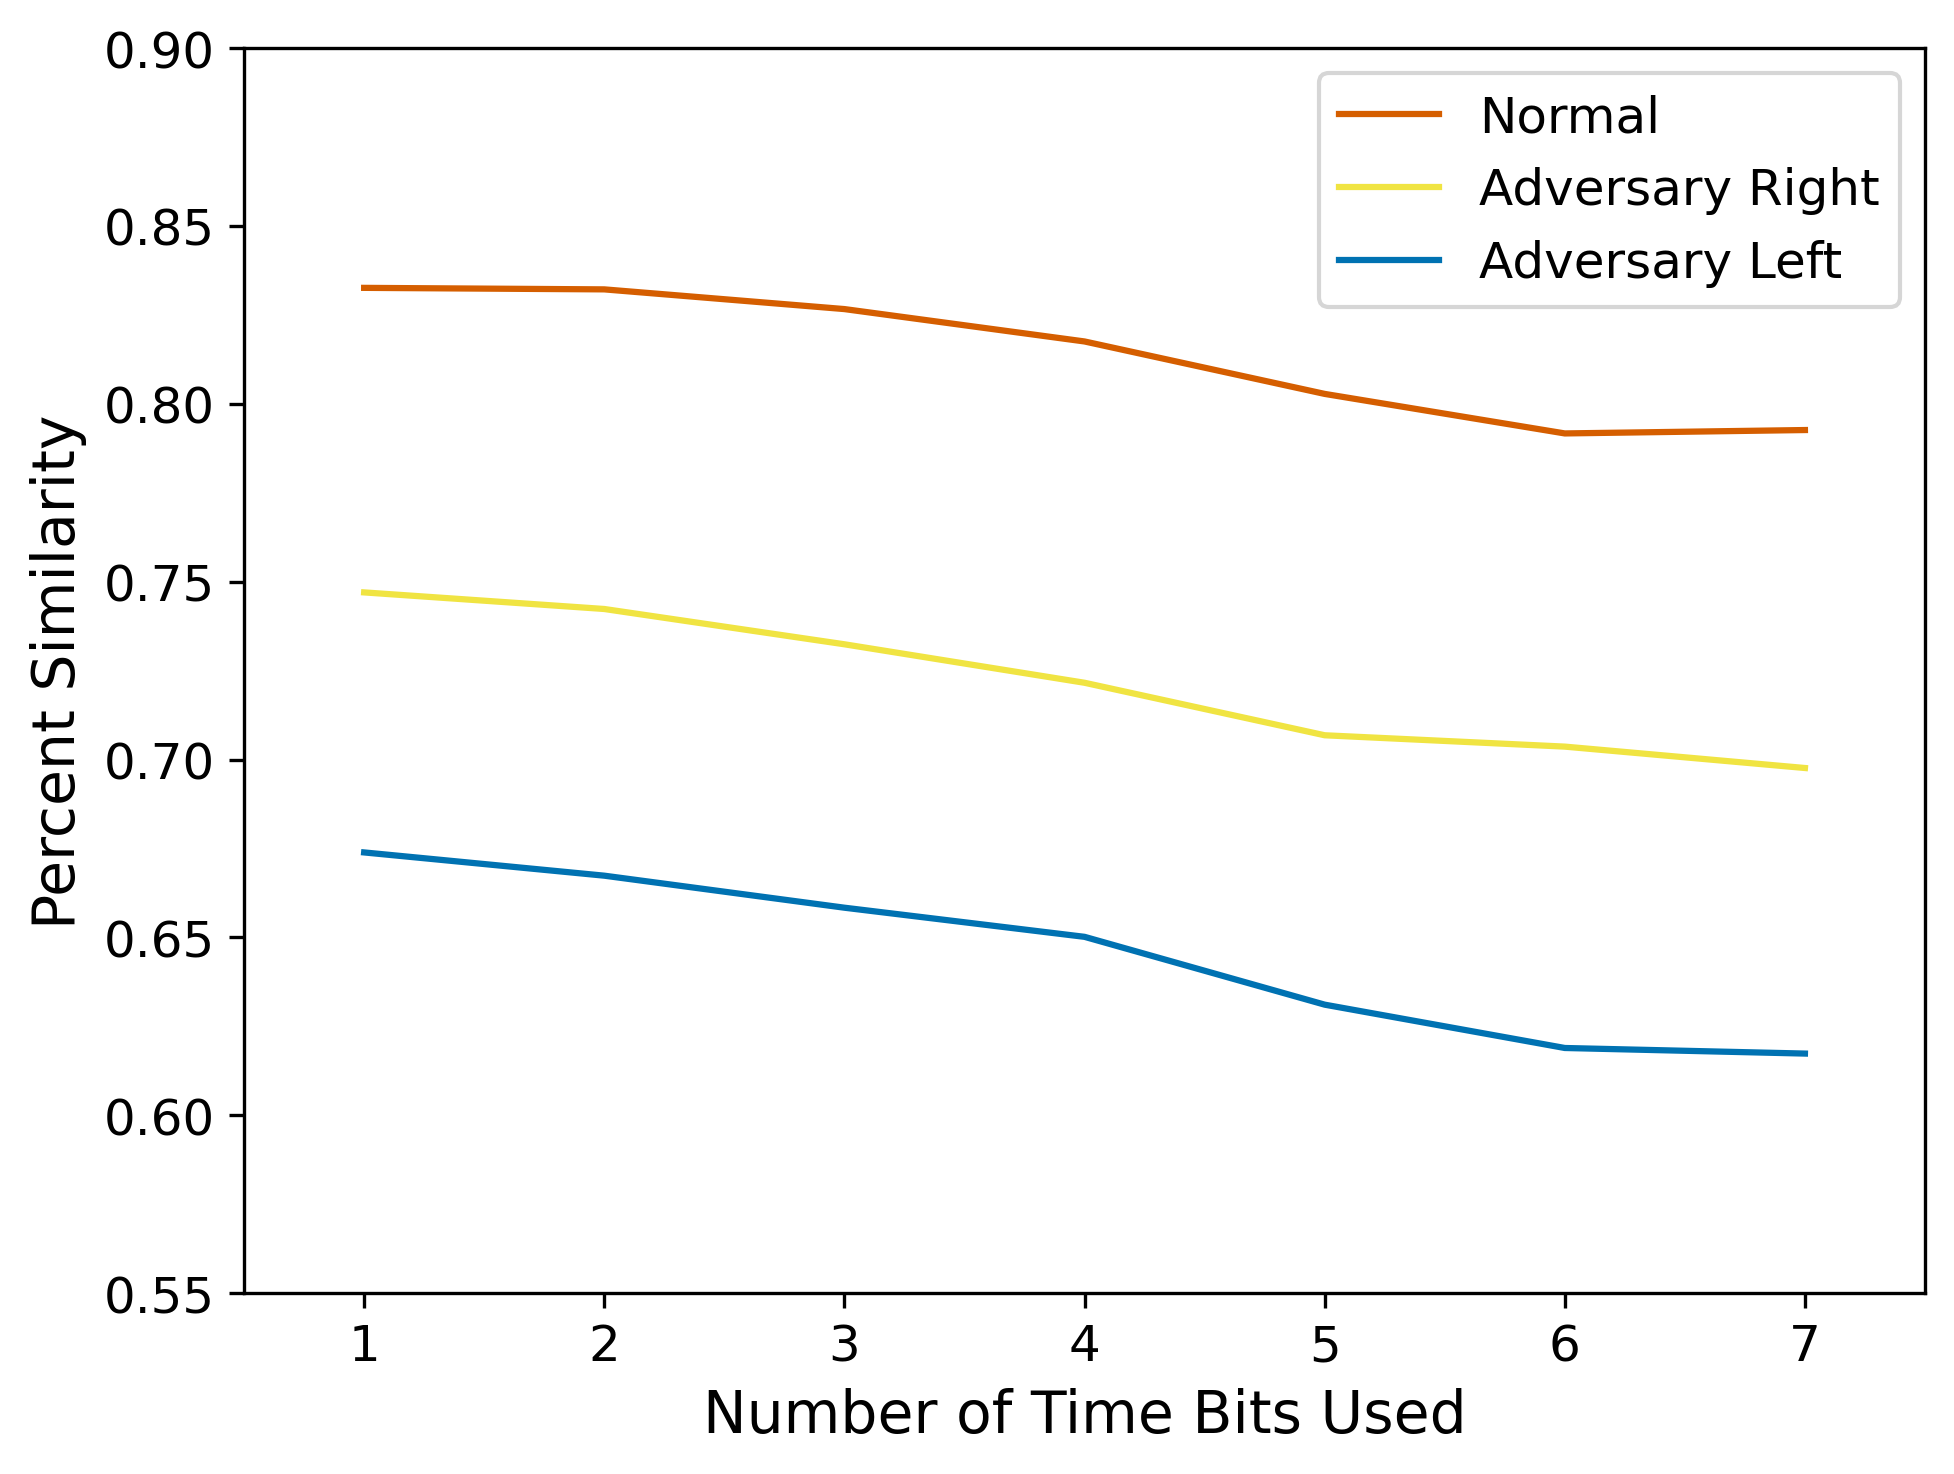 0.90
0.85
0.80
0.75
0.70
0.65
0.60
0.55
Percent Similarity
Normal
Adversary Right
Adversary Left
1 2 3 4 5 6 7
Number of Time Bits Used